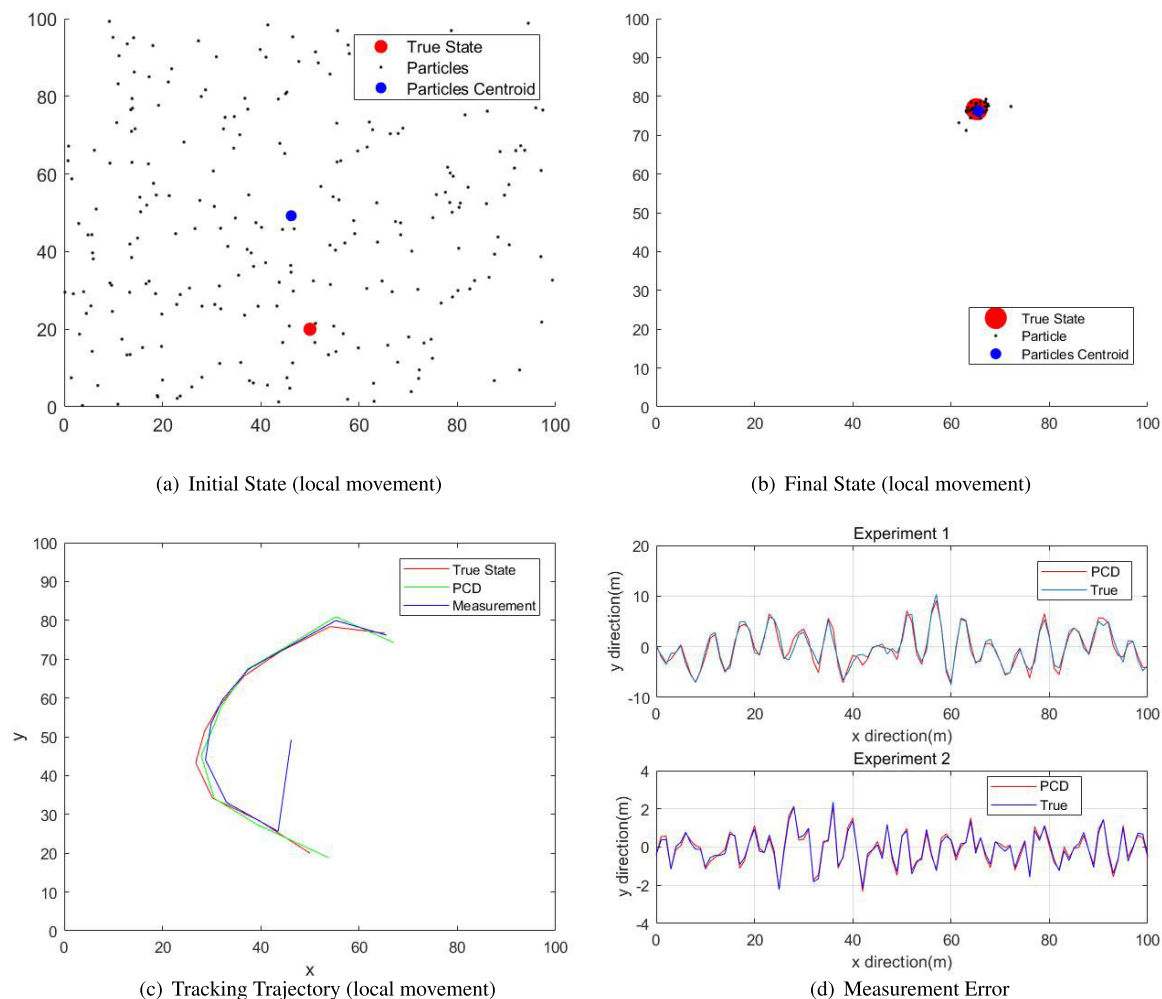 100
80
60
40
20
0
0 20 40 60 80 100
True State
Particles
Particles Centroid
(a) Initial State (local movement)
100
90
80
70
60
50
40
30
20
10
0
0 20 40 60 80 100
True State
Particle
Particles Centroid
(b) Final State (local movement)
100
90
80
70
60
50
40
30
20
10
0
y
0 20 40 60 80 100
x
True State
PCD
Measurement
(c) Tracking Trajectory (local movement)
Experiment 1
20
10
0
-10
y direction(m)
PCD
True
0 20 40 60 80 100
x direction(m)
Experiment 2
4
2
0
-2
-4
y direction(m)
PCD
True
0 20 40 60 80 100
x direction(m)
(d) Measurement Error